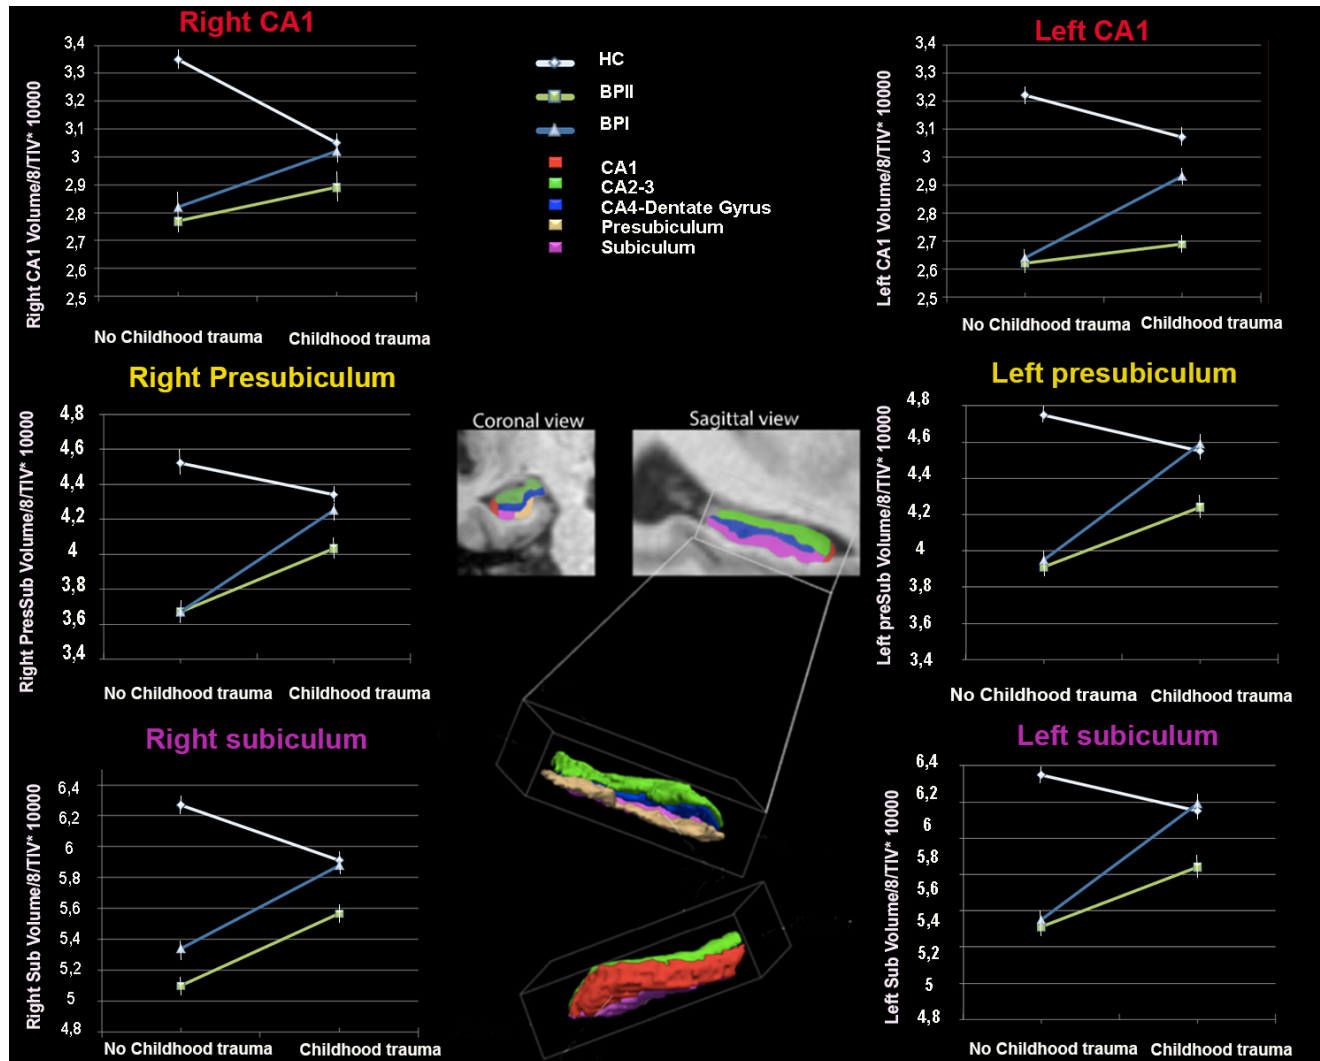 Right CA1
Right CA1 Volume/8/TIV* 10000
3,4
3,3
3,2
3,1
3
2,9
2,8
2,7
2,6
2,5
No Childhood trauma
Childhood trauma
HC
BPII
BPI
CA1
CA2-3
CA4-Dentate Gyrus
Presubiculum
Subiculum
Left CA1
Left CA1 Volume/8/TIV* 10000
3,4
3,3
3,2
3,1
3
2,9
2,8
2,7
2,6
2,5
No Childhood trauma
Childhood trauma
Right Presubiculum
Right PresSub Volume/8/TIV* 10000
4,8
4,6
4,4
4,2
4
3,8
3,6
3,4
No Childhood trauma
Childhood trauma
Coronal view
Sagittal view
Left presubiculum
Left preSub Volume/8/TIV* 10000
4,8
4,6
4,4
4,2
4
3,8
3,6
3,4
No Childhood trauma
Childhood trauma
Right subiculum
Right Sub Volume/8/TIV* 10000
6,4
6,2
6
5,8
5,6
5,4
5,2
5
4,8
No Childhood trauma
Childhood trauma
Left subiculum
Left Sub Volume/8/TIV* 10000
6,4
6,2
6
5,8
5,6
5,4
5,2
5
4,8
No Childhood trauma
Childhood trauma